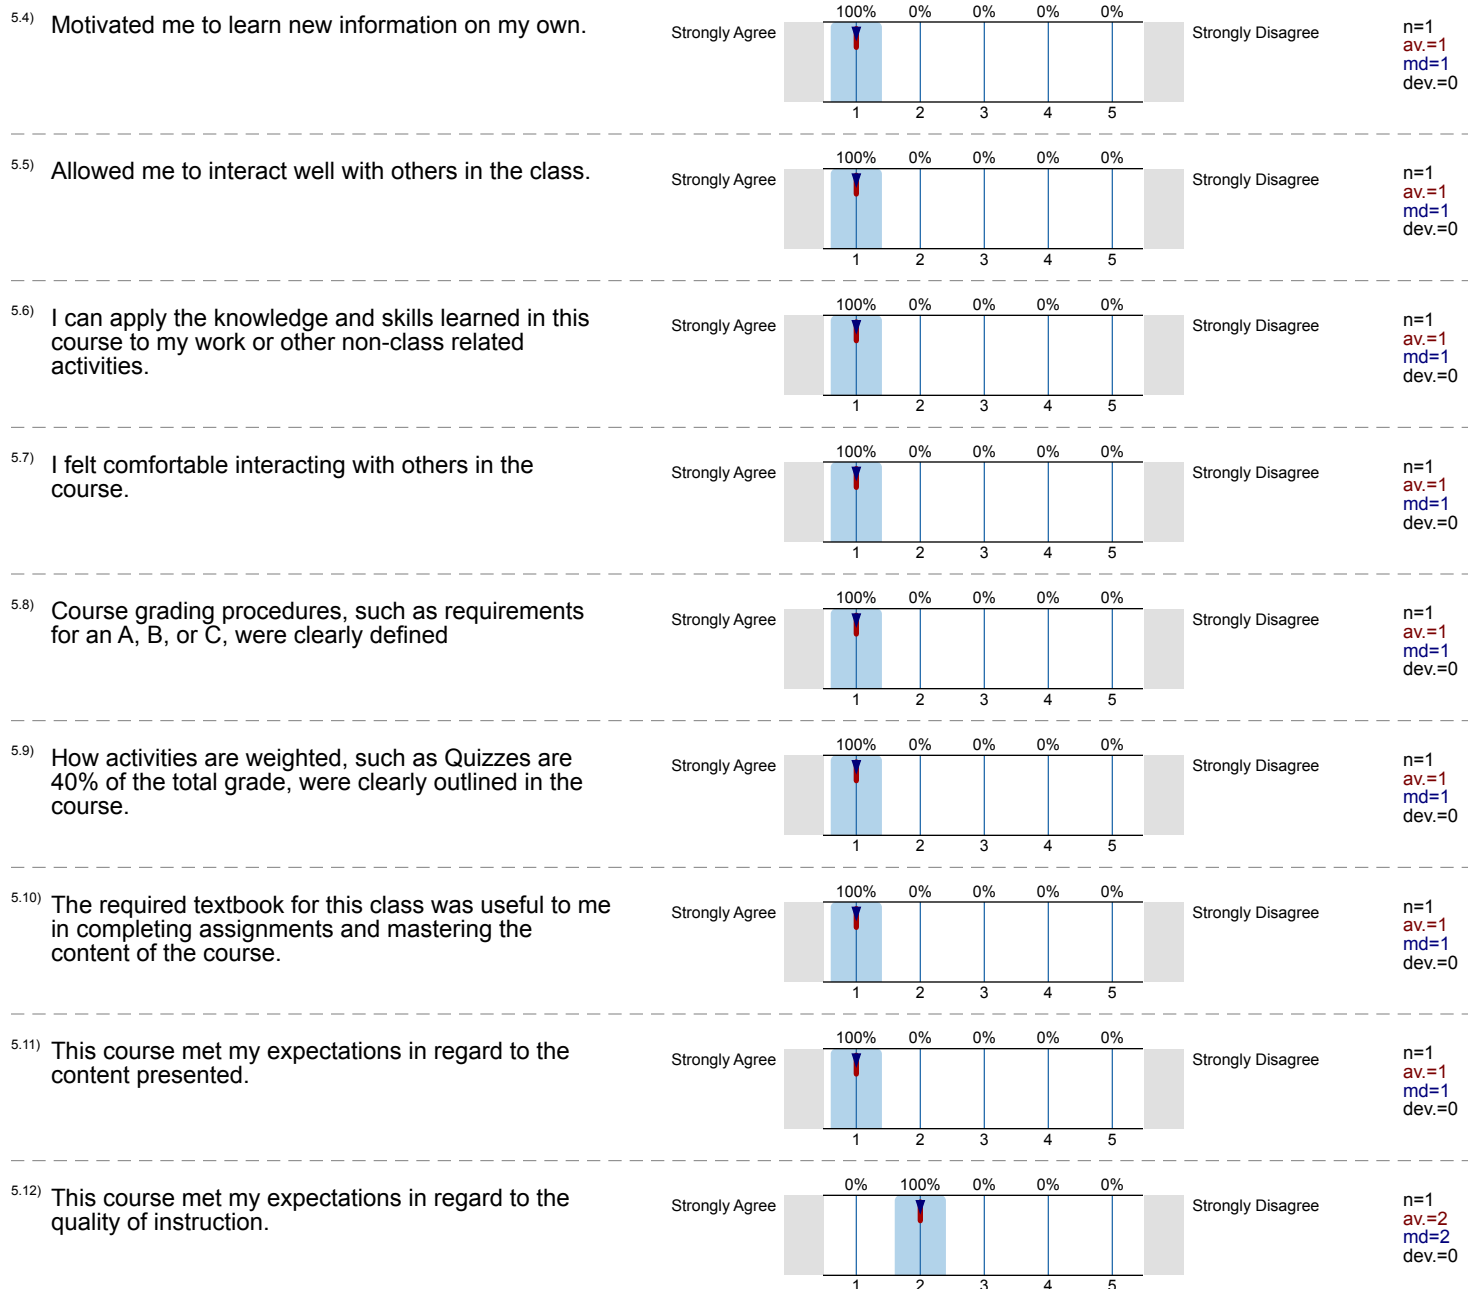 5.4) Motivated me to learn new information on my own.
Strongly Agree
100% 0% 0% 0% 0%
1 2 3 4 5
Strongly Disagree
n=1
av.=1
md=1
dev.=0
5.5) Allowed me to interact well with others in the class.
Strongly Agree
100% 0% 0% 0% 0%
1 2 3 4 5
Strongly Disagree
n=1
av.=1
md=1
dev.=0
5.6) I can apply the knowledge and skills learned in this
course to my work or other non-class related
activities.
Strongly Agree
100% 0% 0% 0% 0%
1 2 3 4 5
Strongly Disagree
n=1
av.=1
md=1
dev.=0
5.7) I felt comfortable interacting with others in the
course.
Strongly Agree
100% 0% 0% 0% 0%
1 2 3 4 5
Strongly Disagree
n=1
av.=1
md=1
dev.=0
5.8) Course grading procedures, such as requirements
for an A, B, or C, were clearly defined
Strongly Agree
100% 0% 0% 0% 0%
1 2 3 4 5
Strongly Disagree
n=1
av.=1
md=1
dev.=0
5.9) How activities are weighted, such as Quizzes are
40% of the total grade, were clearly outlined in the
course.
Strongly Agree
100% 0% 0% 0% 0%
1 2 3 4 5
Strongly Disagree
n=1
av.=1
md=1
dev.=0
5.10) The required textbook for this class was useful to me
in completing assignments and mastering the
content of the course.
Strongly Agree
100% 0% 0% 0% 0%
1 2 3 4 5
Strongly Disagree
n=1
av.=1
md=1
dev.=0
5.11) This course met my expectations in regard to the
content presented.
Strongly Agree
100% 0% 0% 0% 0%
1 2 3 4 5
Strongly Disagree
n=1
av.=1
md=1
dev.=0
5.12) This course met my expectations in regard to the
quality of instruction.
Strongly Agree
0% 100% 0% 0% 0%
1 2 3 4 5
Strongly Disagree
n=1
av.=2
md=2
dev.=0